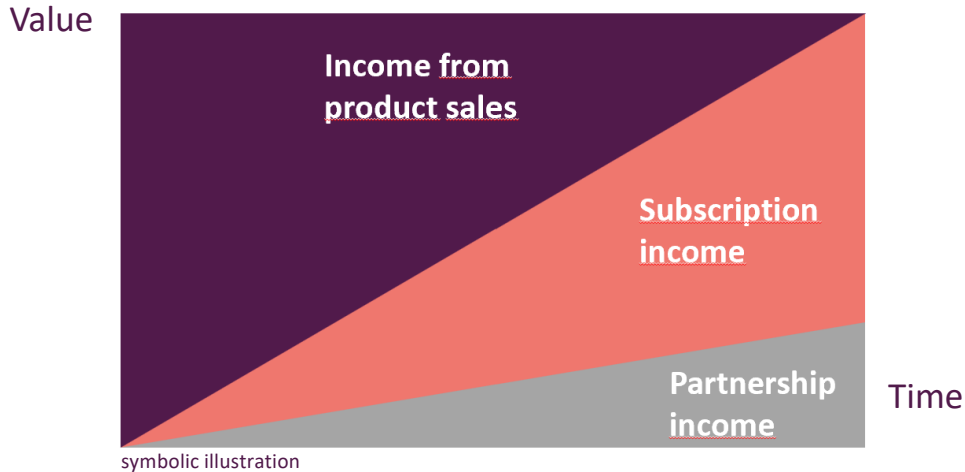 Value
Income from
product sales
Subscription
income
Partnership
income
Time
symbolic illustration